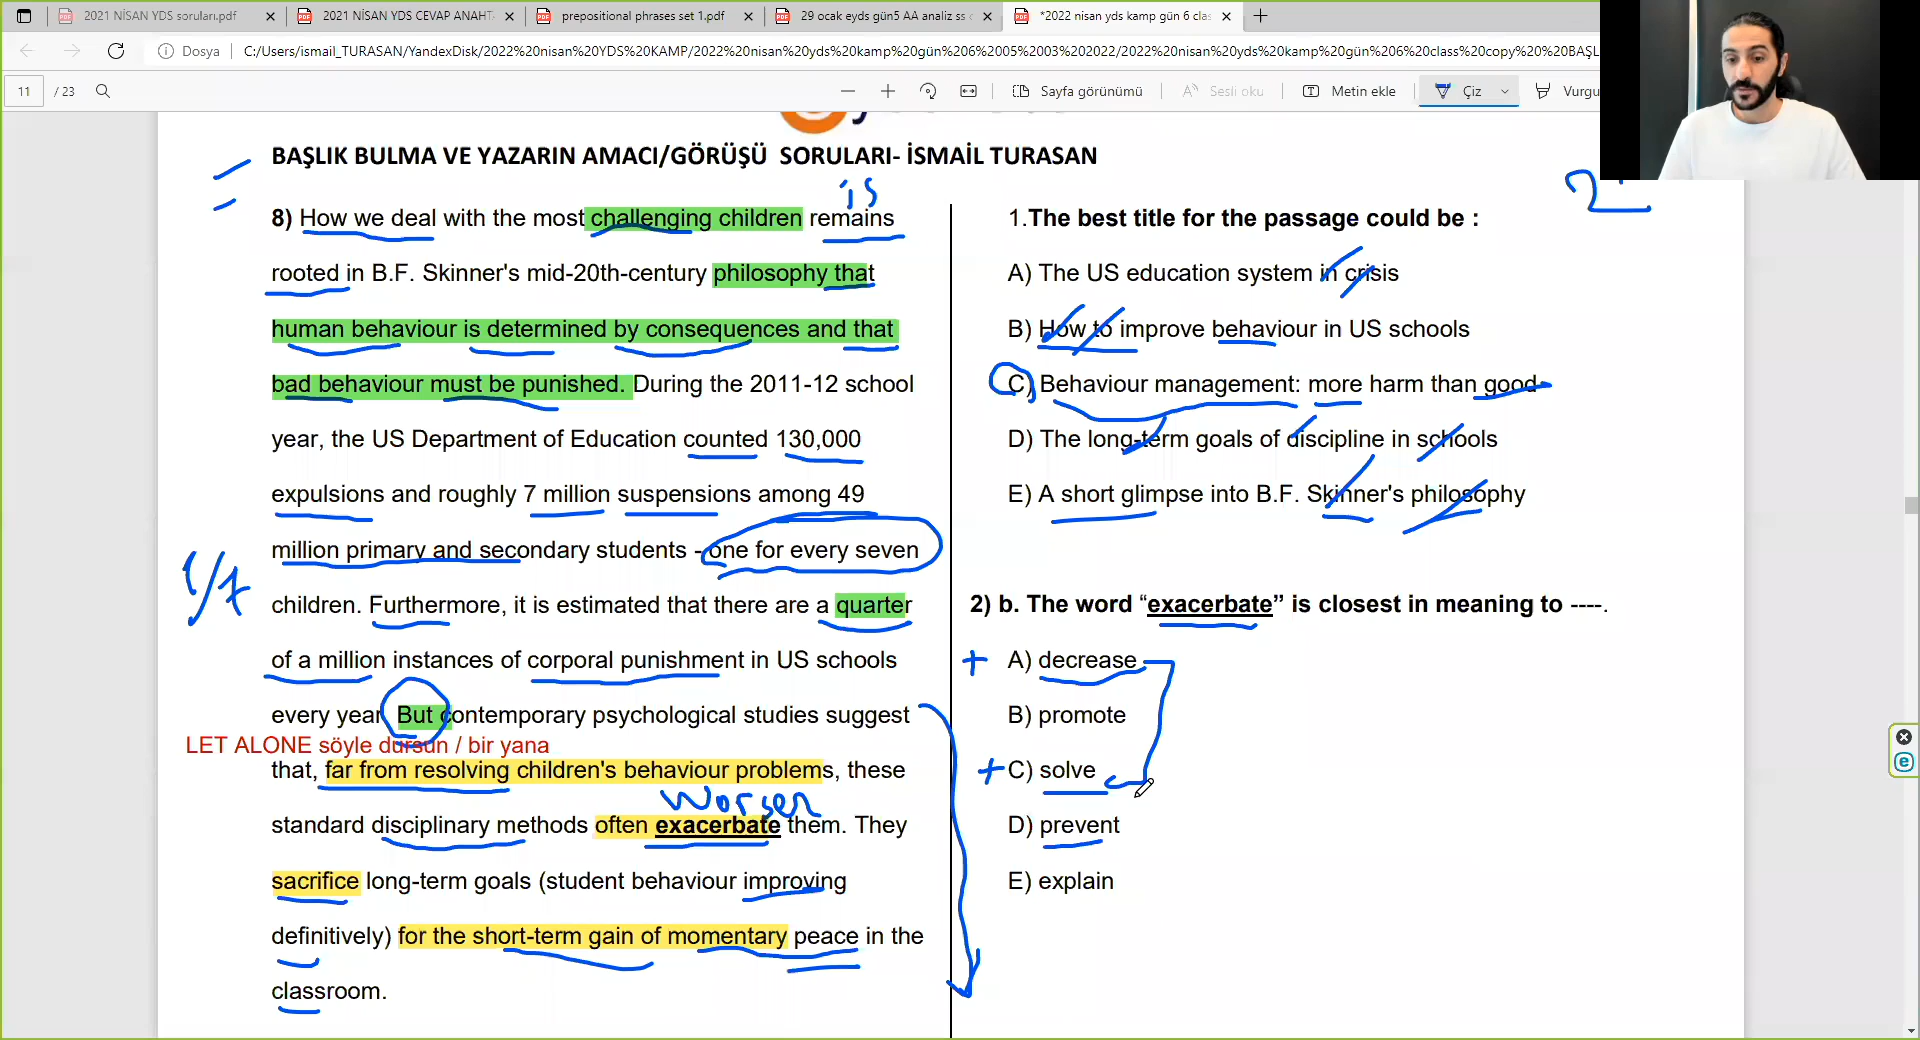 2021 NİSAN YDS soruları.pdf
2021 NİSAN YDS CEVAP ANAHT
prepositional phrases set 1.pdf
29 ocak eyds gün5 AA analiz ss c
*2022 nisan yds kamp gün 6 clas
Dosya
C:/Users/ismail_TURASAN/YandexDisk/2022%20nisan%20YDS%20KAMP/2022%20nisan%20yds%20kamp%20gün%206%2005%2003%202022/2022%20nisan%20yds%20kamp%20gün%206%20class%20copy%20%20BAŞL
11 / 23
Sayfa görünümü
Sesli oku
Metin ekle
Çiz
Vurgu
BAŞLIK BULMA VE YAZARIN AMACI/GÖRÜŞÜ SORULARI- İSMAİL TURASAN
is
8) How we deal with the most challenging children remains
rooted in B.F. Skinner's mid-20th-century philosophy that
human behaviour is determined by consequences and that
bad behaviour must be punished. During the 2011-12 school
year, the US Department of Education counted 130,000
expulsions and roughly 7 million suspensions among 49
million primary and secondary students - one for every seven
1/7
children. Furthermore, it is estimated that there are a quarter
of a million instances of corporal punishment in US schools
every year But contemporary psychological studies suggest
LET ALONE söyle dursun / bir yana
that, far from resolving children's behaviour problems, these
worsen
standard disciplinary methods often exacerbate them. They
sacrifice long-term goals (student behaviour improving
definitively) for the short-term gain of momentary peace in the
classroom.
1.The best title for the passage could be :
A) The US education system in crisis
B) How to improve behaviour in US schools
C) Behaviour management: more harm than good
D) The long-term goals of discipline in schools
E) A short glimpse into B.F. Skinner's philosophy
2) b. The word “exacerbate” is closest in meaning to ----.
A) decrease
B) promote
C) solve
D) prevent
E) explain